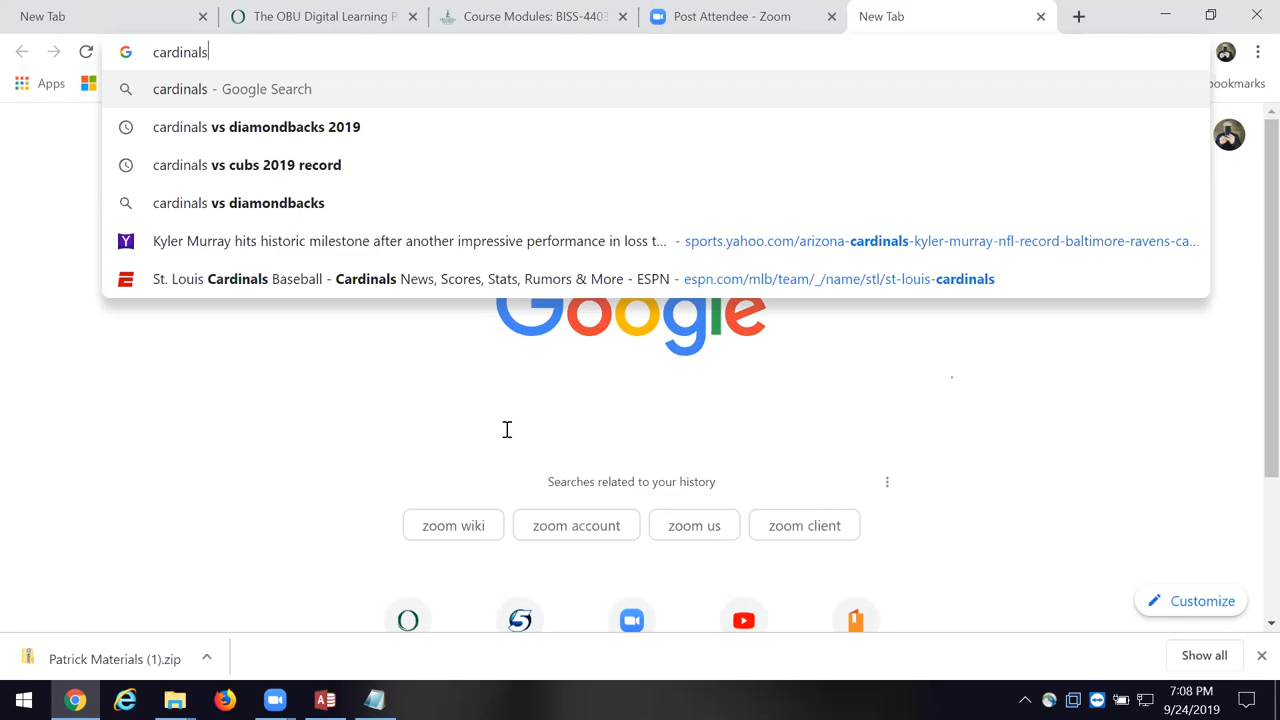 New Tab
The OBU Digital Learning P
Course Modules: BISS-4403
Post Attendee - Zoom
New Tab
cardinals
Apps
bookmarks
cardinals - Google Search
cardinals vs diamondbacks 2019
cardinals vs cubs 2019 record
cardinals vs diamondbacks
Kyler Murray hits historic milestone after another impressive performance in loss t... - sports.yahoo.com/arizona-cardinals-kyler-murray-nfl-record-baltimore-ravens-ca...
St. Louis Cardinals Baseball - Cardinals News, Scores, Stats, Rumors & More - ESPN - espn.com/mlb/team/_/name/stl/st-louis-cardinals
Google
Searches related to your history
zoom wiki
zoom account
zoom us
zoom client
Customize
Patrick Materials (1).zip
Show all
7:08 PM
9/24/2019